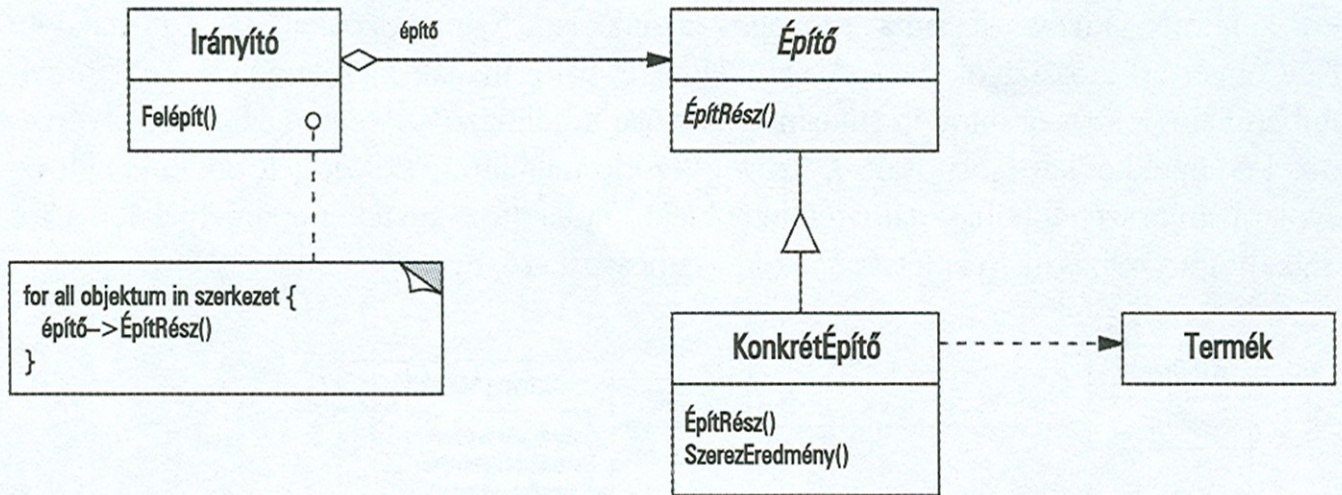 Irányító
építő
Építő
Felépít()
ÉpítRész()
for all objektum in szerkezet {
építő–>ÉpítRész()
}
KonkrétÉpítő
Termék
ÉpítRész()
SzerezEredmény()